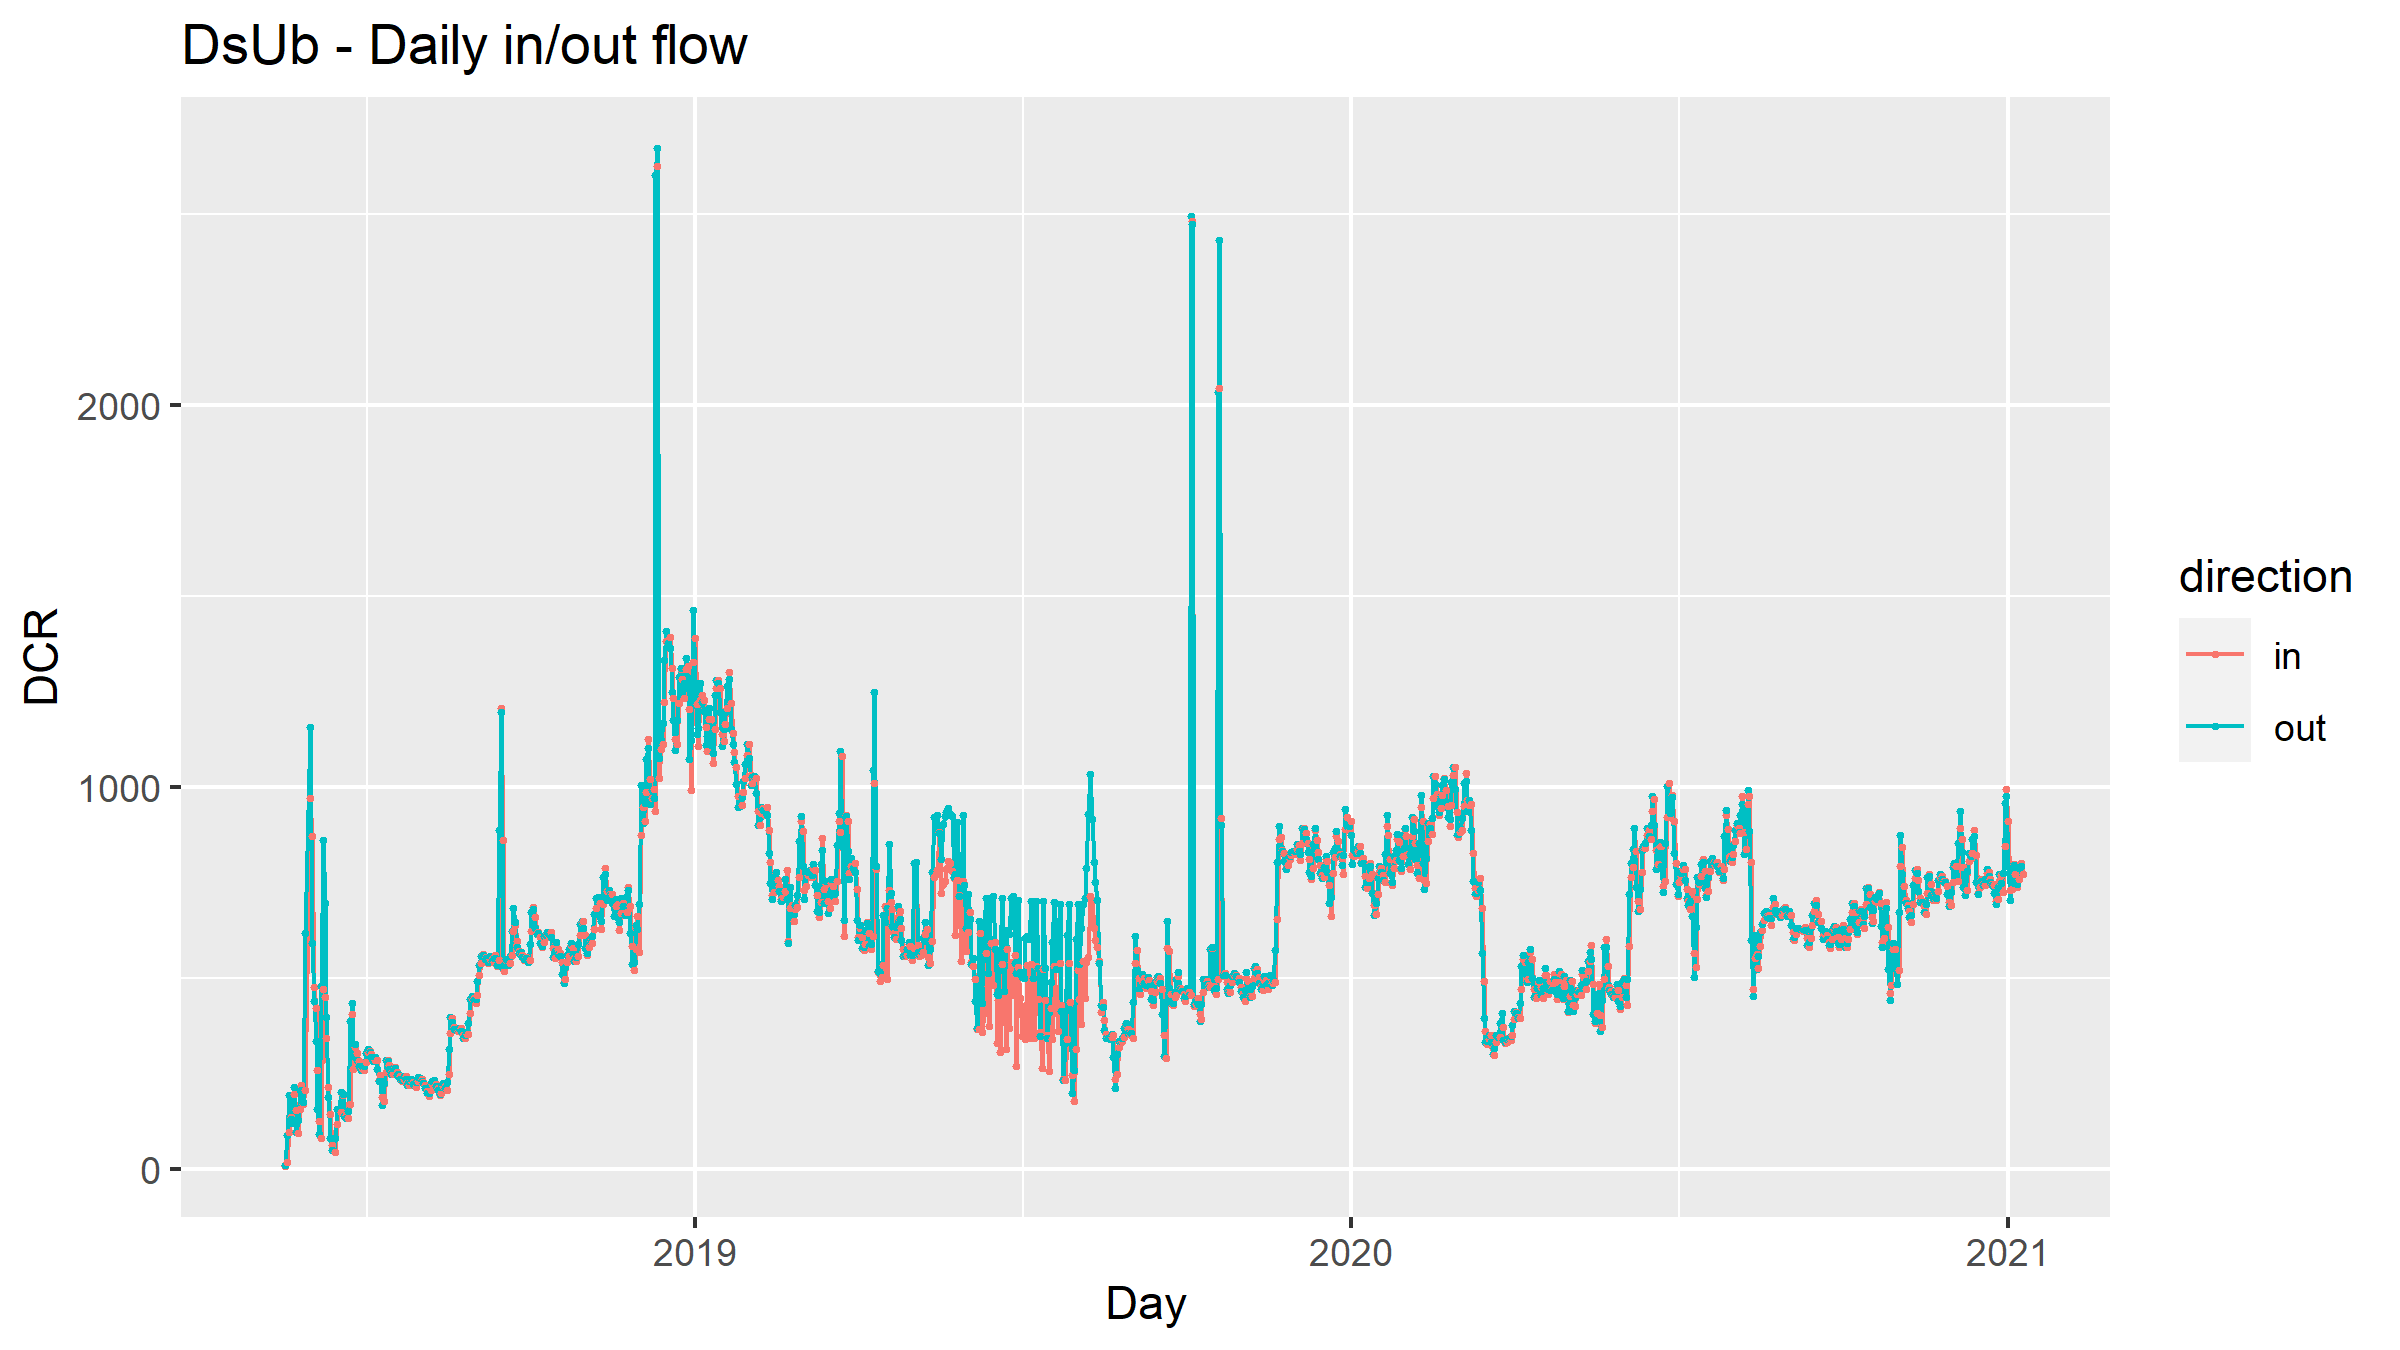 DsUb - Daily in/out flow
DCR
2000
1000
0
2019
2020
2021
Day
direction
in
out